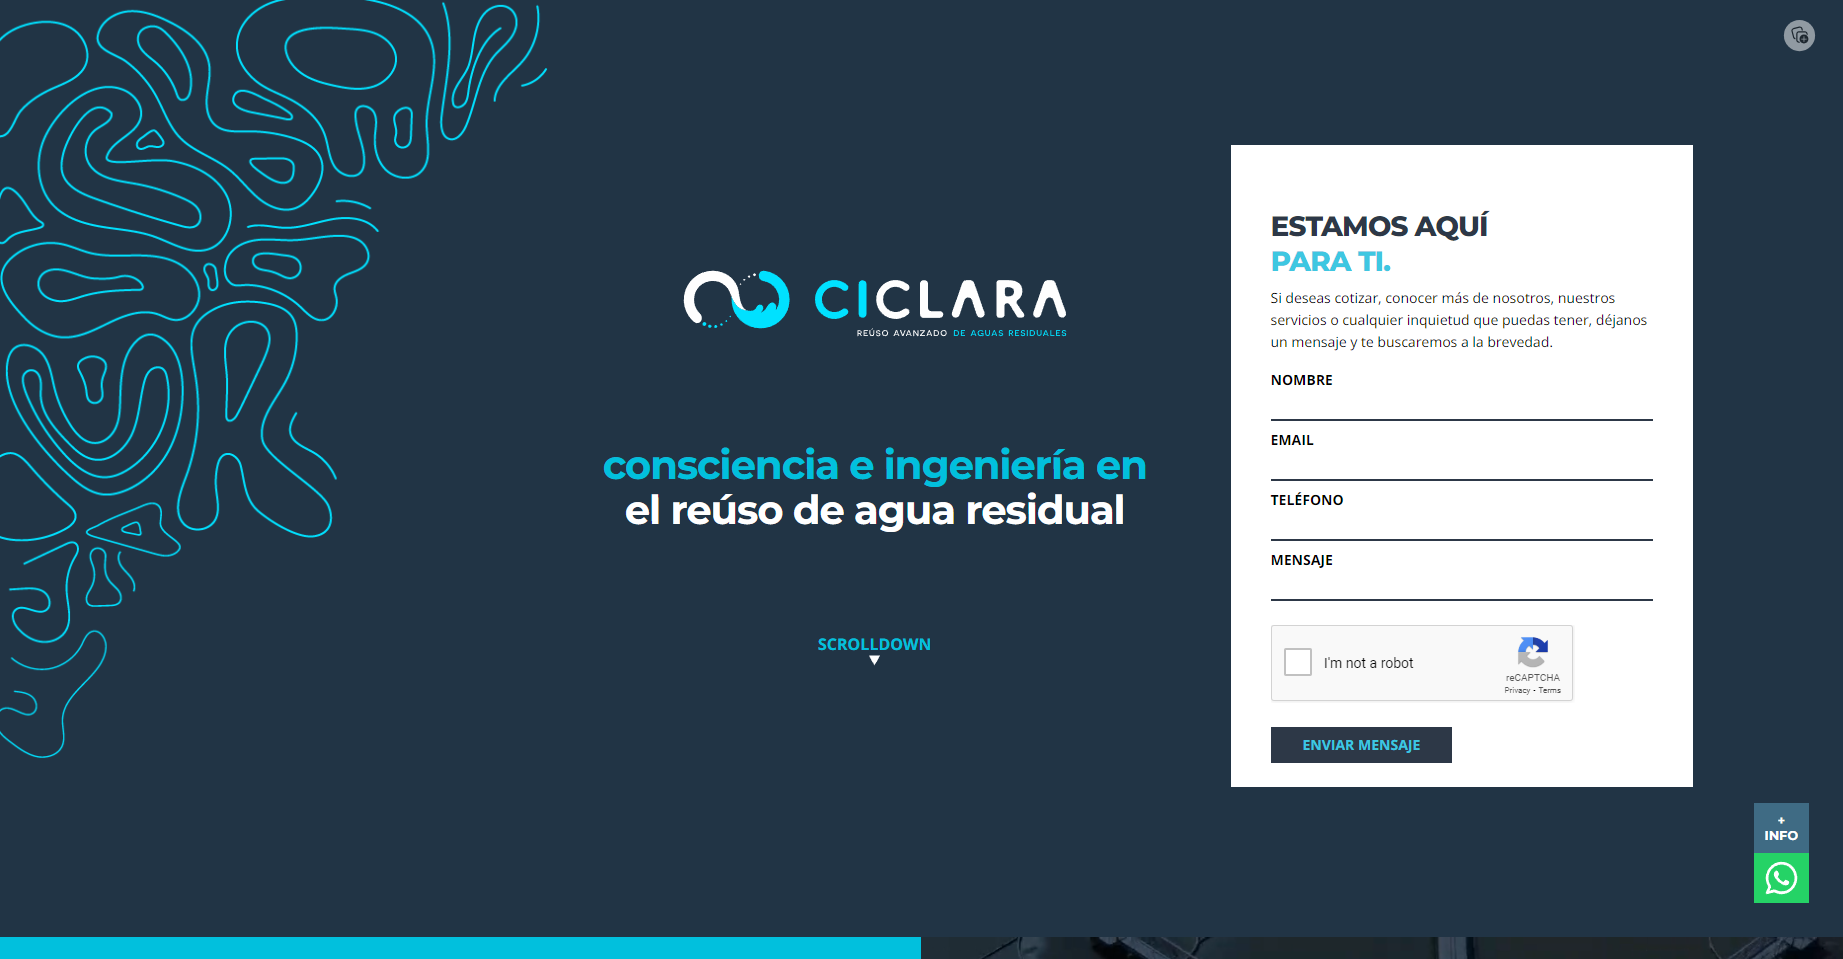 CICLARA
REÚSO AVANZADO DE AGUAS RESIDUALES
consciencia e ingeniería en
el reúso de agua residual
SCROLLDOWN
ESTAMOS AQUÍ
PARA TI.
Si deseas cotizar, conocer más de nosotros, nuestros
servicios o cualquier inquietud que puedas tener, déjanos
un mensaje y te buscaremos a la brevedad.
NOMBRE
EMAIL
TELÉFONO
MENSAJE
I'm not a robot
reCAPTCHA
Privacy - Terms
ENVIAR MENSAJE
+
INFO